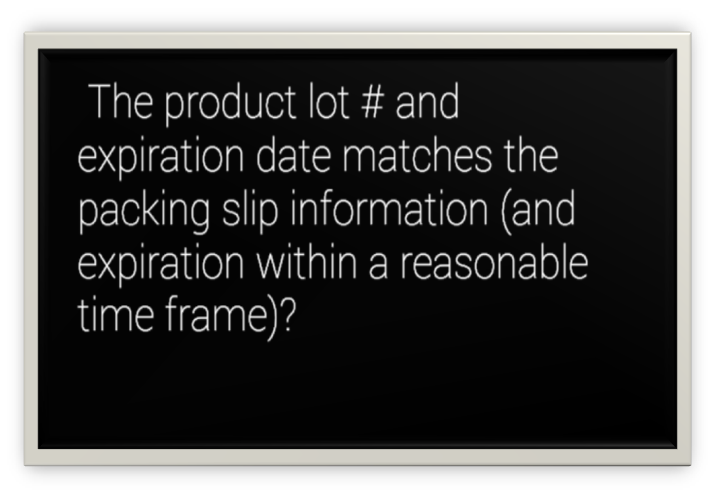 The product lot # and
expiration date matches the
packing slip information (and
expiration within a reasonable
time frame)?